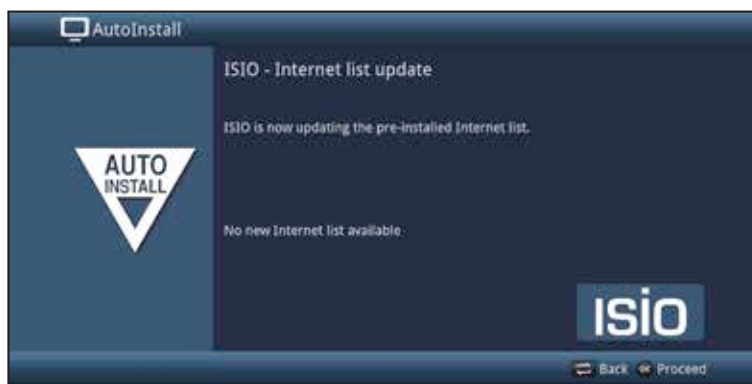 AutoInstall
ISIO - Internet list update
ISIO is now updating the pre-installed Internet list.
AUTO
INSTALL
No new Internet list available
ISIO
Back OK Proceed